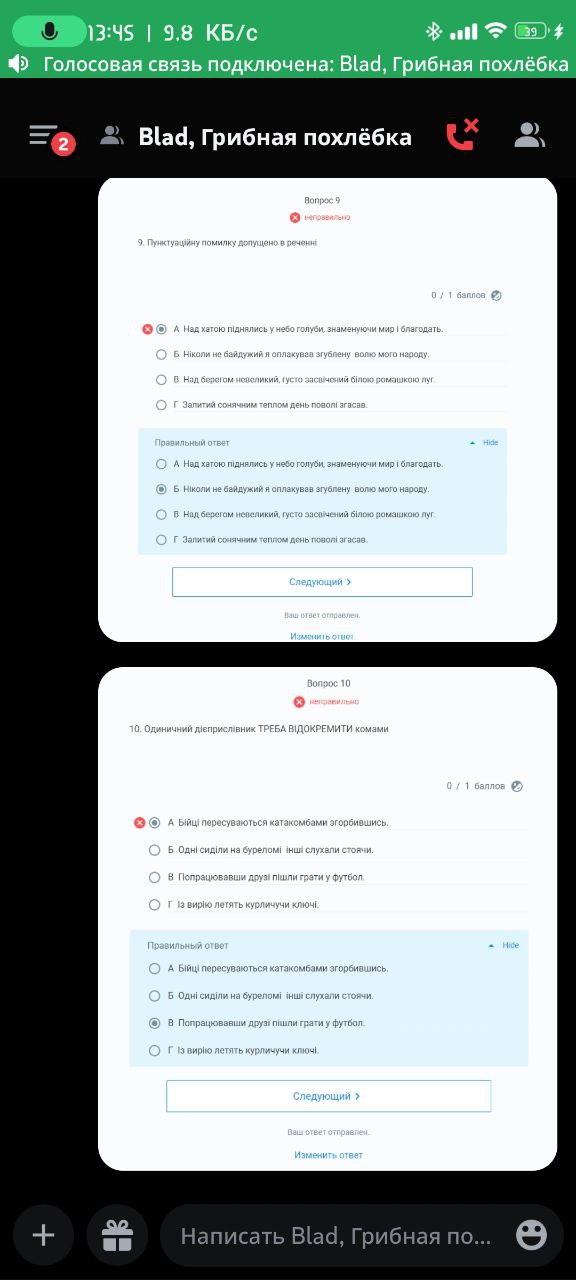 13:45 | 9.8 КБ/с
39
Голосовая связь подключена: Blad, Грибная похлёбка
2
Blad, Грибная похлёбка
Вопрос 9
неправильно
9. Пунктуаційну помилку допущено в реченні
0 / 1 баллов
А Над хатою піднялись у небо голуби, знаменуючи мир і благодать.
Б Ніколи не байдужий я оплакував згублену волю мого народу.
В Над берегом невеликий, густо засвічений білою ромашкою луг.
Г Залитий сонячним теплом день поволі згасав.
Правильный ответ
Hide
А Над хатою піднялись у небо голуби, знаменуючи мир і благодать.
Б Ніколи не байдужий я оплакував згублену волю мого народу.
В Над берегом невеликий, густо засвічений білою ромашкою луг.
Г Залитий сонячним теплом день поволі згасав.
Следующий
Ваш ответ отправлен.
Изменить ответ
Вопрос 10
неправильно
10. Одиничний дієприслівник ТРЕБА ВІДОКРЕМИТИ комами
0 / 1 баллов
А Бійці пересуваються катакомбами згорбившись.
Б Одні сиділи на буреломі інші слухали стоячи.
В Попрацювавши друзі пішли грати у футбол.
Г Із вирію летять курличучи ключі.
Правильный ответ
Hide
А Бійці пересуваються катакомбами згорбившись.
Б Одні сиділи на буреломі інші слухали стоячи.
В Попрацювавши друзі пішли грати у футбол.
Г Із вирію летять курличучи ключі.
Следующий
Ваш ответ отправлен.
Изменить ответ
Написать Blad, Грибная по...